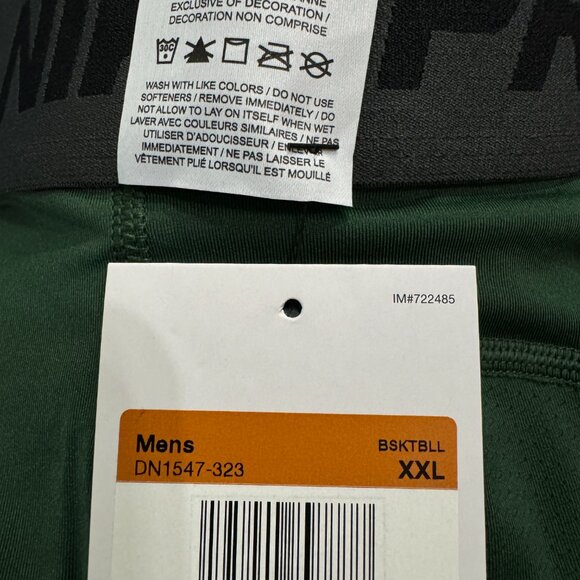 EXCLUSIVE OF DECORATION /
DÉCORATION NON COMPRISE
30C
WASH WITH LIKE COLORS / DO NOT USE
SOFTENERS / REMOVE IMMEDIATELY / DO
NOT ALLOW TO LAY ON ITSELF WHEN WET
LAVER AVEC COULEURS SIMILAIRES / NE PAS
UTILISER D'ADOUCISSEUR / ENLEVER
IMMEDIATEMENT / NE PAS LAISSER LE
VÊTEMENT PLIÉ LORSQU'IL EST MOUILLÉ
IM#722485
Mens
BSKTBLL
DN1547-323
XXL